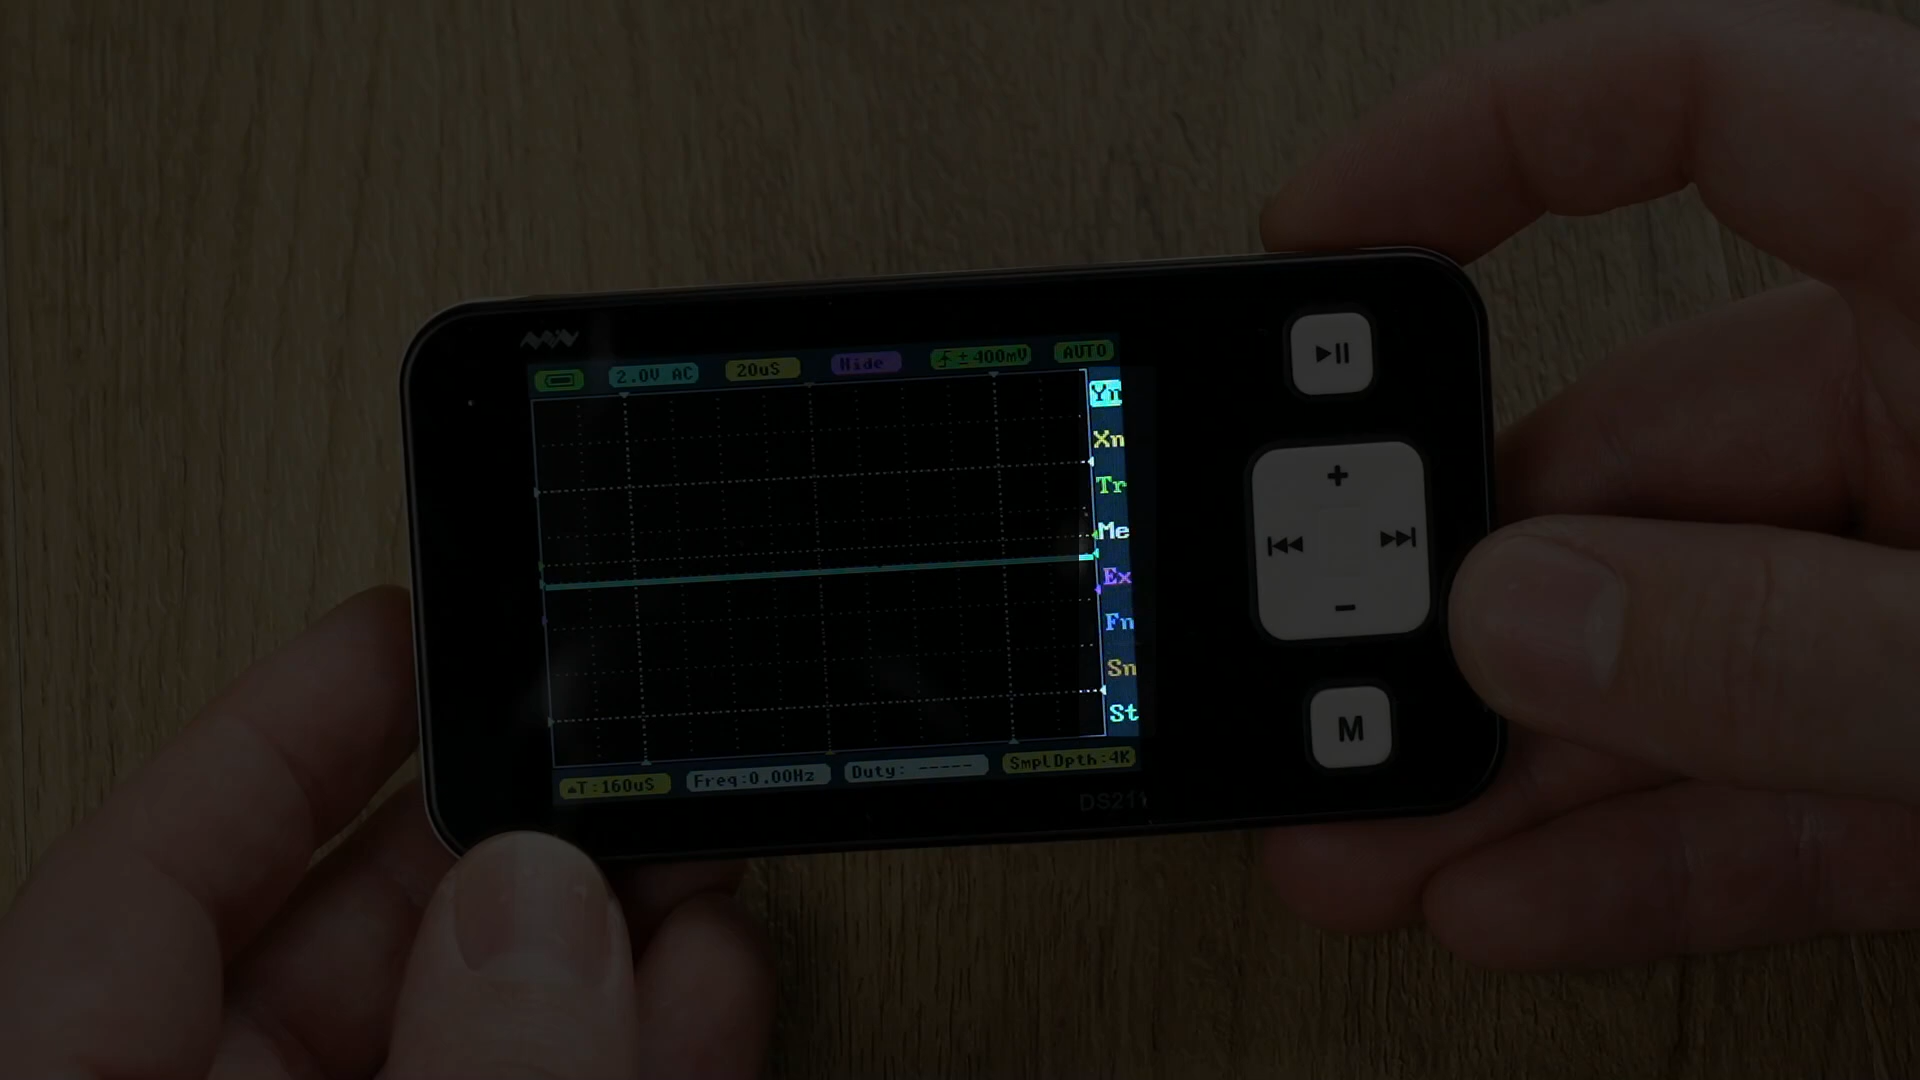 2.0V AC 20uS Hide ±400mV AUTO
Yn
Xn
Tr
Me
Ex
Fn
Sn
St
+
-
M
▲T:160uS Freq:0.00Hz Duty: ----- SmplDpth:4K
DS211